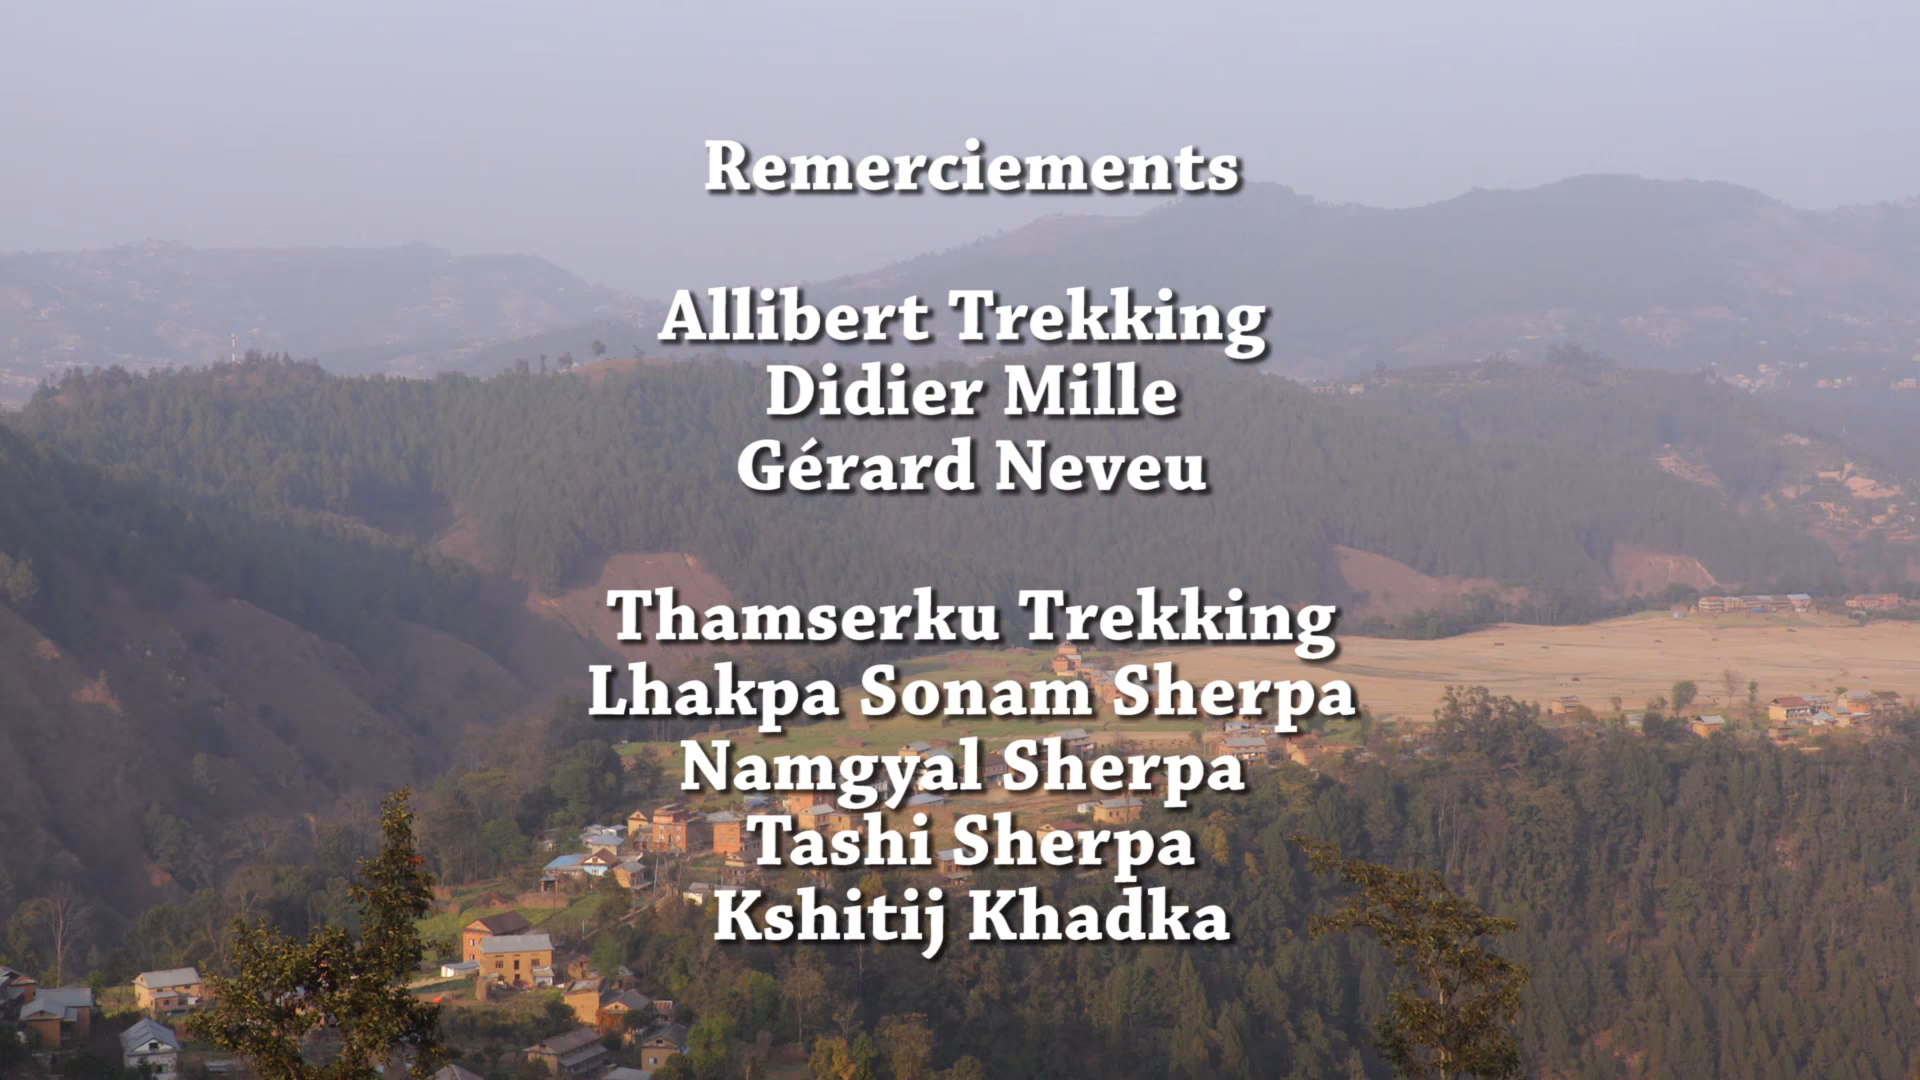 Remerciements
Allibert Trekking
Didier Mille
Gérard Neveu
Thamserku Trekking
Lhakpa Sonam Sherpa
Namgyal Sherpa
Tashi Sherpa
Kshitij Khadka